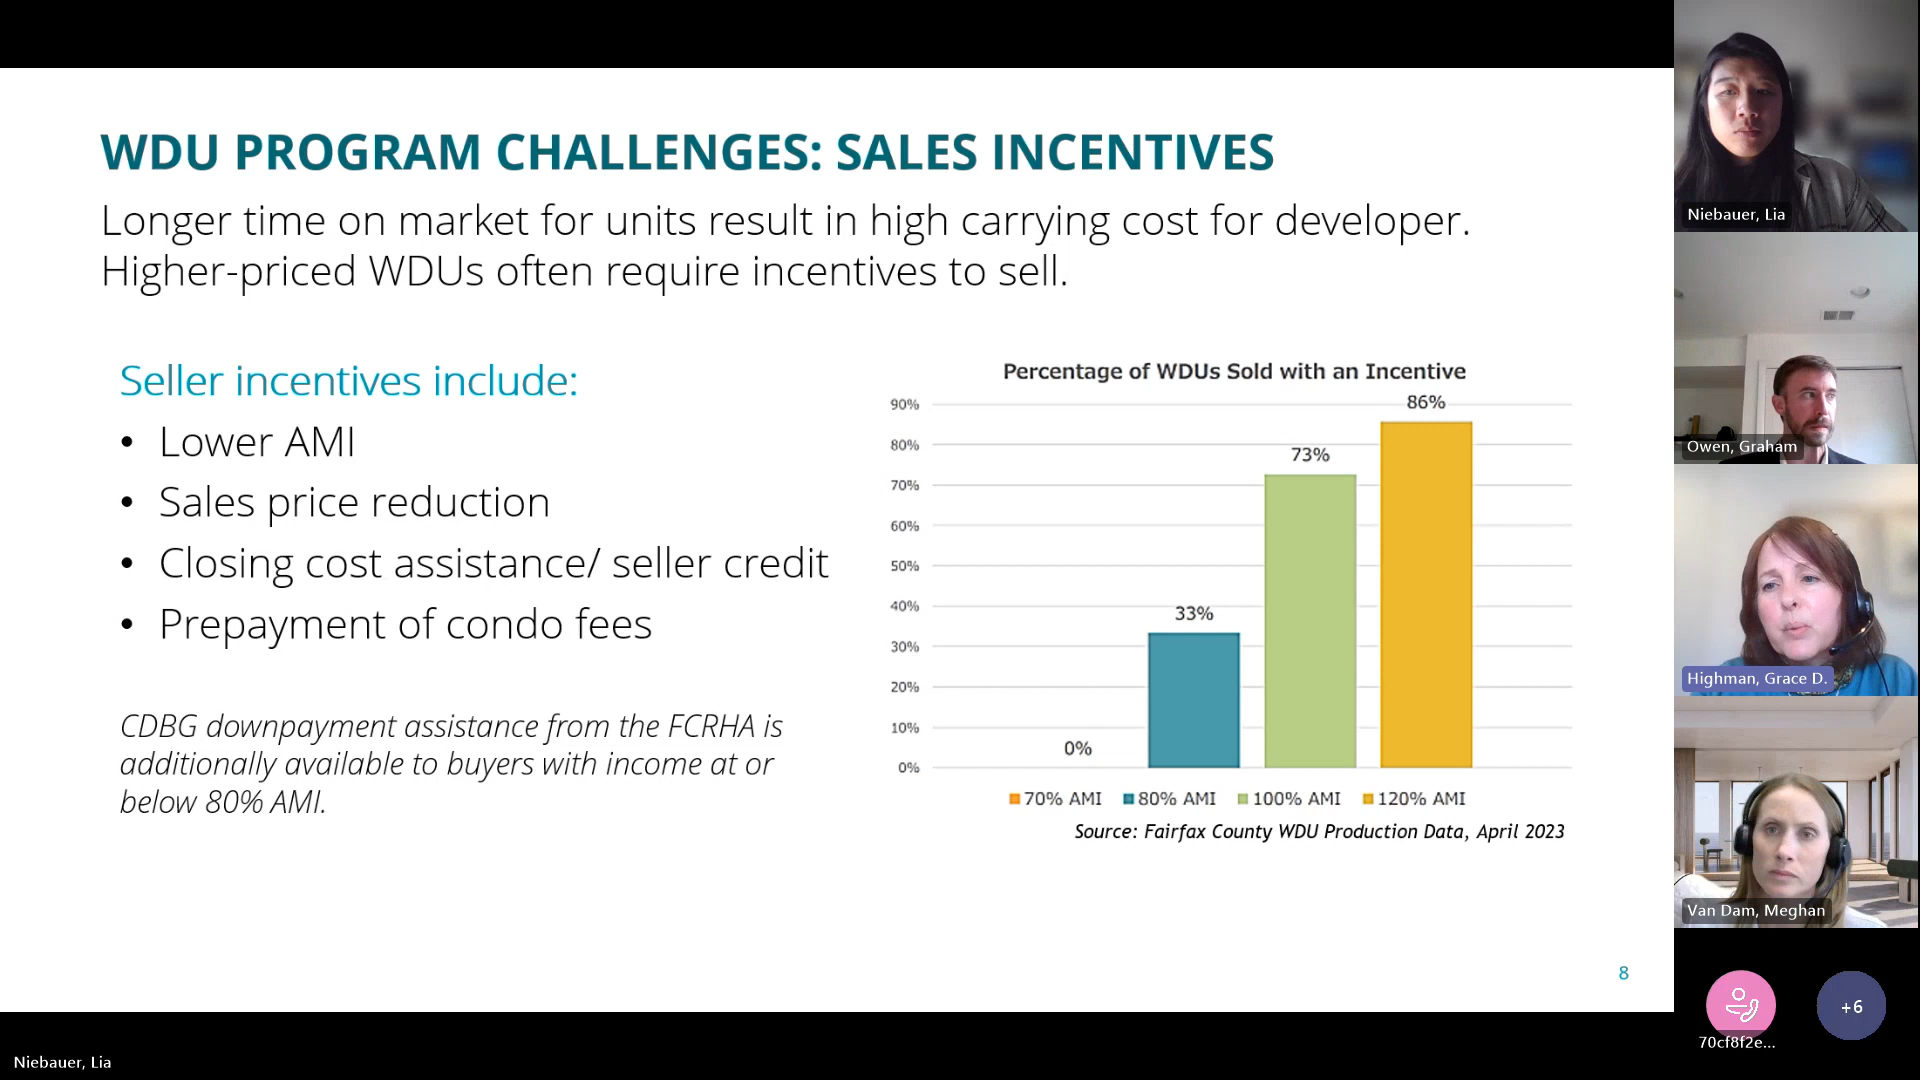 WDU PROGRAM CHALLENGES: SALES INCENTIVES
Longer time on market for units result in high carrying cost for developer.
Higher-priced WDUs often require incentives to sell.
Seller incentives include:
• Lower AMI
• Sales price reduction
• Closing cost assistance/ seller credit
• Prepayment of condo fees
CDBG downpayment assistance from the FCRHA is
additionally available to buyers with income at or
below 80% AMI.
Percentage of WDUs Sold with an Incentive
90%
80%
70%
60%
50%
40%
30%
20%
10%
0%
0%
33%
73%
86%
70% AMI 80% AMI 100% AMI 120% AMI
Source: Fairfax County WDU Production Data, April 2023
8
Niebauer, Lia
Owen, Graham
Highman, Grace D.
Van Dam, Meghan
70cf8f2e...
+6
Niebauer, Lia